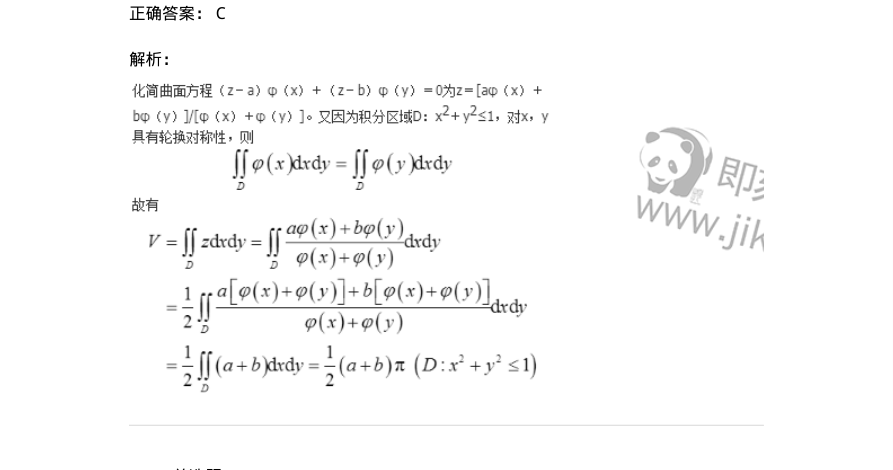 正确答案： C
解析：
化简曲面方程（z－a）φ（x）＋（z－b）φ（y）＝0为z＝[aφ（x）＋
bφ（y）]/[φ（x）＋φ（y）]。又因为积分区域D：x²＋y²≤1，对x，y
具有轮换对称性，则
∬_D φ(x)dxdy = ∬_D φ(y)dxdy
故有
V = ∬_D zdxdy = ∬_D (aφ(x)+bφ(y))/(φ(x)+φ(y)) dxdy
= 1/2 ∬_D (a[φ(x)+φ(y)]+b[φ(x)+φ(y)])/(φ(x)+φ(y)) dxdy
= 1/2 ∬_D (a+b)dxdy = 1/2 (a+b)π (D:x²+y²≤1)
即
www.jik